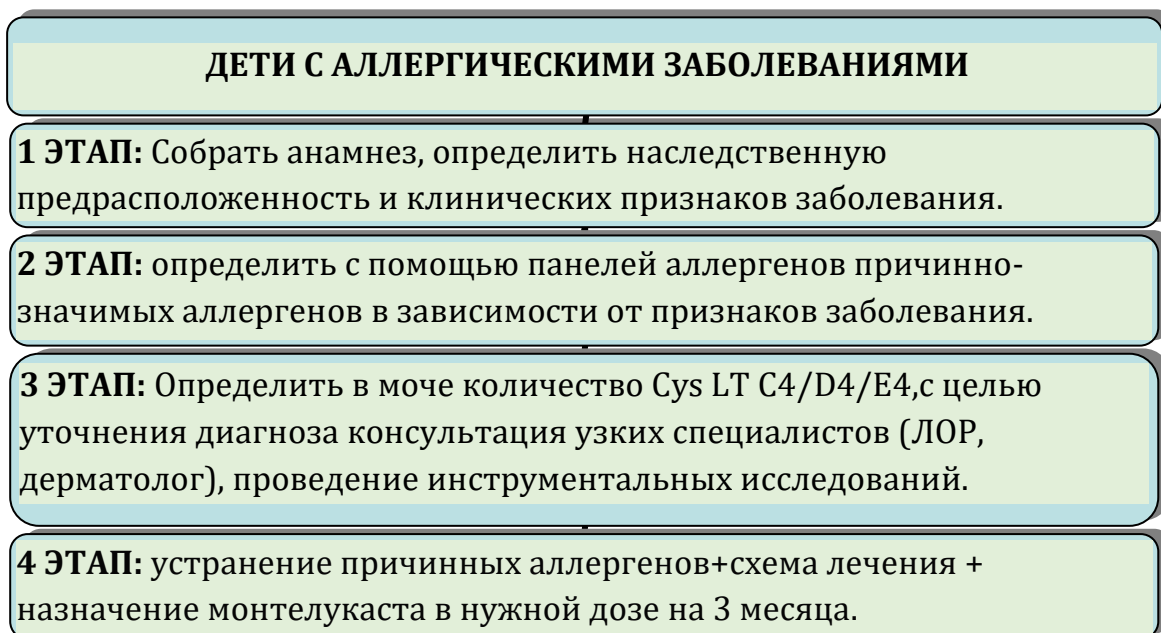 ДЕТИ С АЛЛЕРГИЧЕСКИМИ ЗАБОЛЕВАНИЯМИ
1 ЭТАП: Собрать анамнез, определить наследственную
предрасположенность и клинических признаков заболевания.
2 ЭТАП: определить с помощью панелей аллергенов причинно-
значимых аллергенов в зависимости от признаков заболевания.
3 ЭТАП: Определить в моче количество Cys LT C4/D4/E4,с целью
уточнения диагноза консультация узких специалистов (ЛОР,
дерматолог), проведение инструментальных исследований.
4 ЭТАП: устранение причинных аллергенов+схема лечения +
назначение монтелукаста в нужной дозе на 3 месяца.